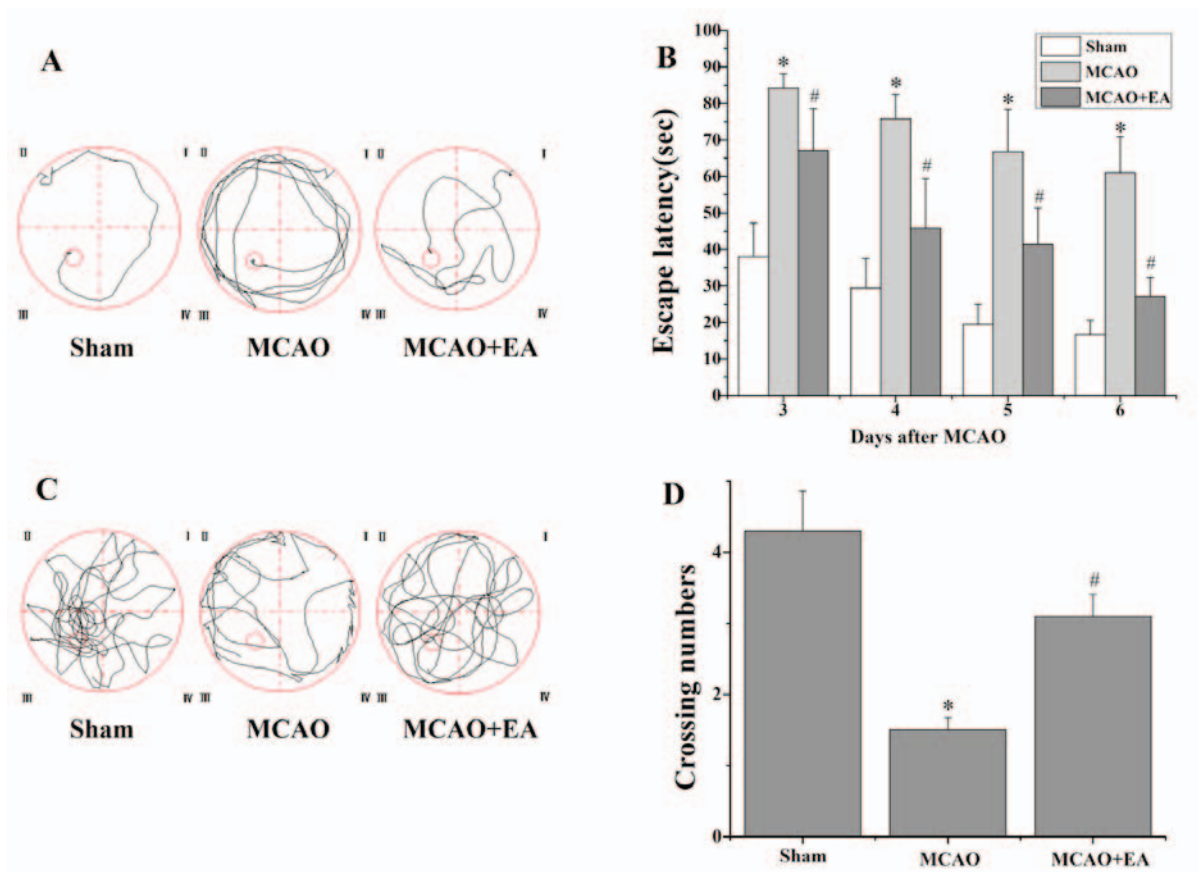 A
II I II I II I
III IV III IV III IV
Sham MCAO MCAO+EA
B
Sham
MCAO
MCAO+EA
Escape latency(sec)
100
90
80
70
60
50
40
30
20
10
0
* # * # * # * #
3 4 5 6
Days after MCAO
C
II I II I II I
III IV III IV III IV
Sham MCAO MCAO+EA
D
Crossing numbers
4
2
0
* #
Sham MCAO MCAO+EA